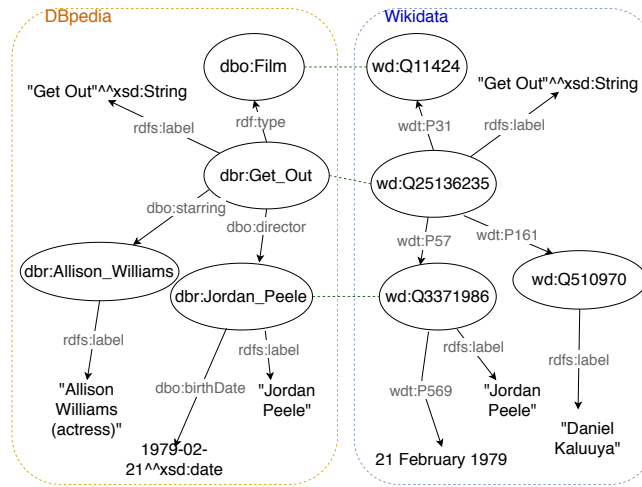 DBpedia
Wikidata
dbo:Film
wd:Q11424
"Get Out"^^xsd:String
"Get Out"^^xsd:String
rdfs:label
rdf:type
wdt:P31
rdfs:label
dbr:Get_Out
wd:Q25136235
dbo:starring
dbo:director
wdt:P57
wdt:P161
dbr:Allison_Williams
dbr:Jordan_Peele
wd:Q3371986
wd:Q510970
rdfs:label
rdfs:label
rdfs:label
rdfs:label
dbo:birthDate
wdt:P569
"Allison
Williams
(actress)"
"Jordan
Peele"
"Jordan
Peele"
"Daniel
Kaluuya"
1979-02-
21^^xsd:date
21 February 1979